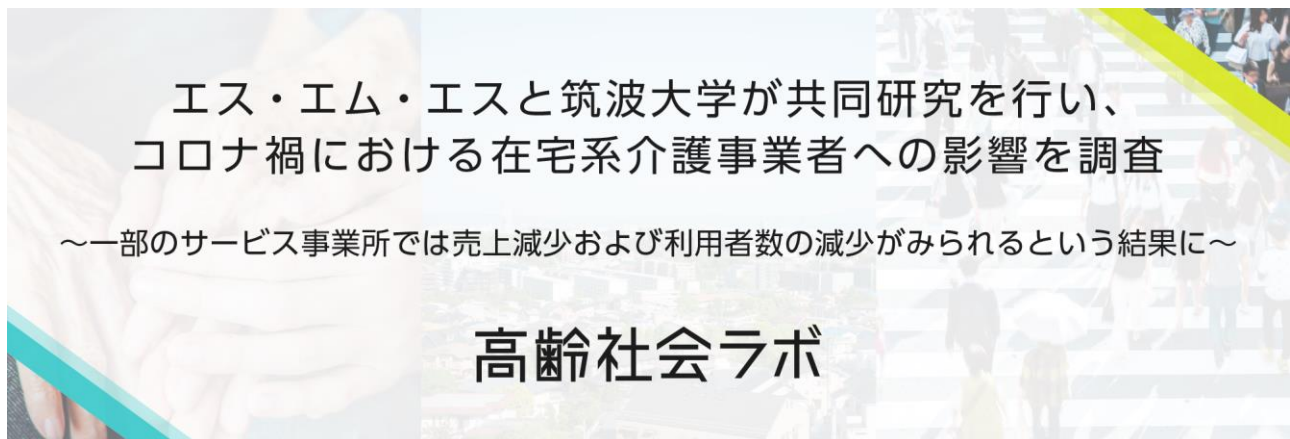 エス・エム・エスと筑波大学が共同研究を行い、
コロナ禍における在宅系介護事業者への影響を調査
～一部のサービス事業所では売上減少および利用者数の減少がみられるという結果に～
高齢社会ラボ